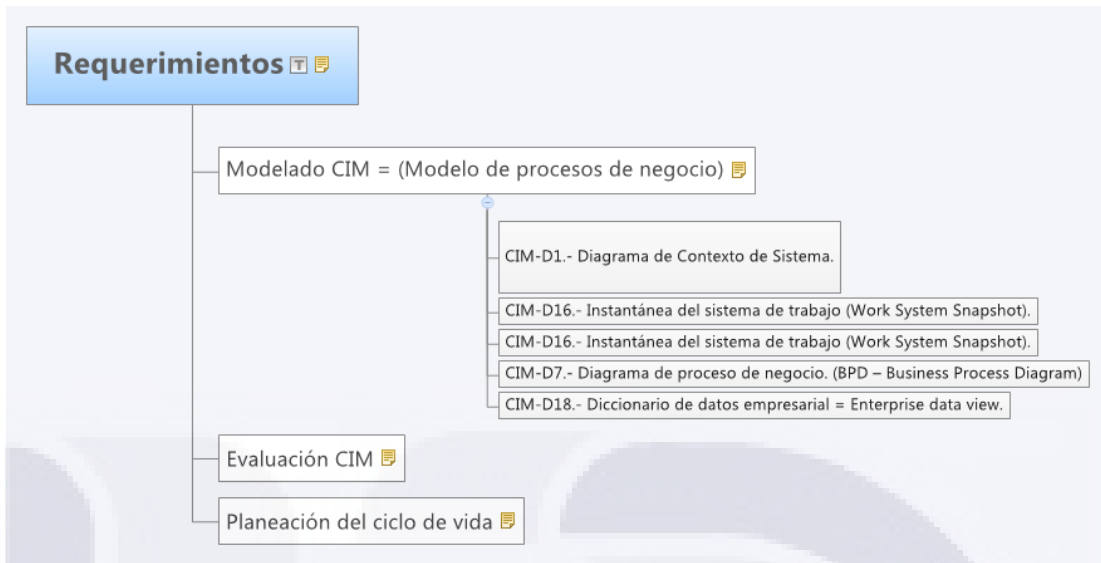 Requerimientos
Modelado CIM = (Modelo de procesos de negocio)
CIM-D1.- Diagrama de Contexto de Sistema.
CIM-D16.- Instantánea del sistema de trabajo (Work System Snapshot).
CIM-D16.- Instantánea del sistema de trabajo (Work System Snapshot).
CIM-D7.- Diagrama de proceso de negocio. (BPD – Business Process Diagram)
CIM-D18.- Diccionario de datos empresarial = Enterprise data view.
Evaluación CIM
Planeación del ciclo de vida